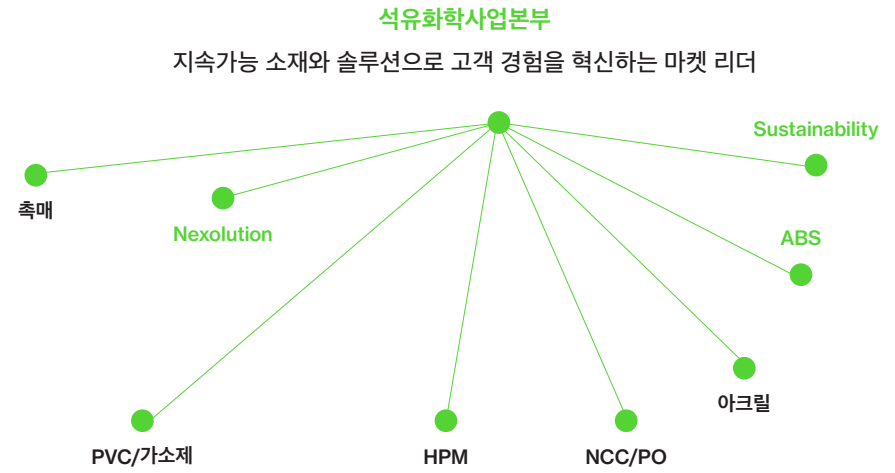 석유화학사업본부
지속가능 소재와 솔루션으로 고객 경험을 혁신하는 마켓 리더
Sustainability
촉매
Nexolution
ABS
아크릴
PVC/가소제
HPM
NCC/PO